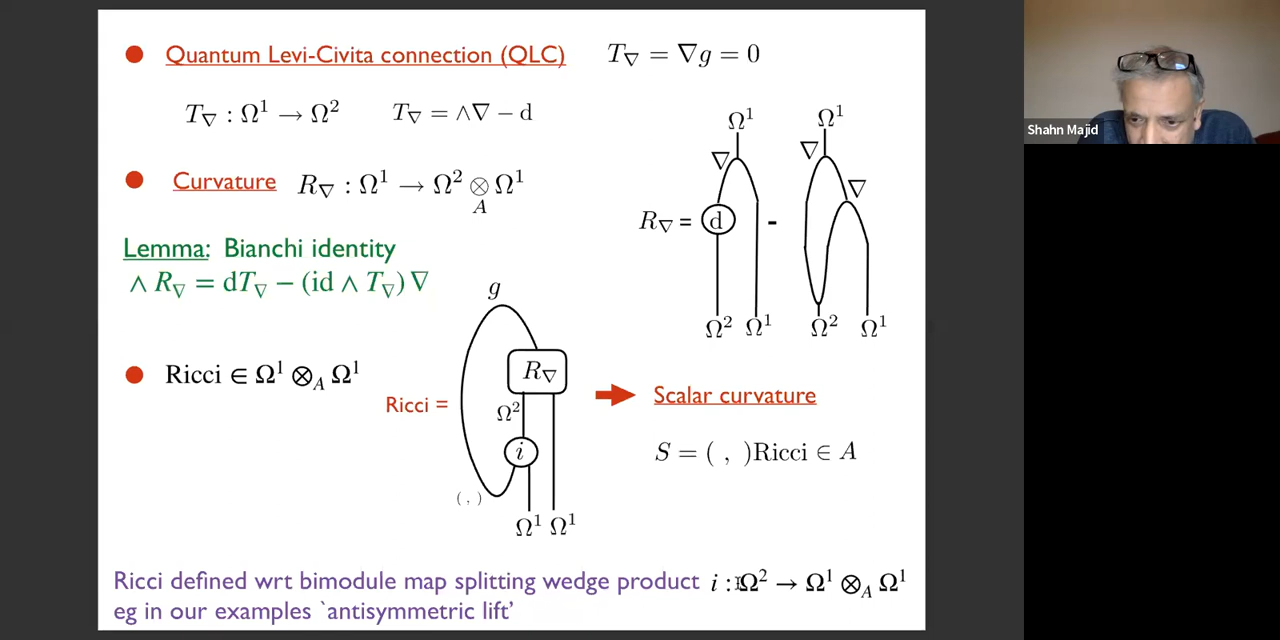 Quantum Levi-Civita connection (QLC) T∇ = ∇g = 0
T∇ : Ω¹ → Ω² T∇ = ∧∇ − d
Curvature R∇ : Ω¹ → Ω² ⊗_A Ω¹
Lemma: Bianchi identity
∧ R∇ = dT∇ − (id ∧ T∇)∇
Ω¹ Ω¹
∇ ∇
∇
R∇ = d -
Ω² Ω¹ Ω² Ω¹
Ricci ∈ Ω¹ ⊗_A Ω¹
g
R∇
Ricci = Ω²
i
( , )
Ω¹ Ω¹
Scalar curvature
S = ( , )Ricci ∈ A
Ricci defined wrt bimodule map splitting wedge product i : Ω² → Ω¹ ⊗_A Ω¹
eg in our examples `antisymmetric lift'
Shahn Majid